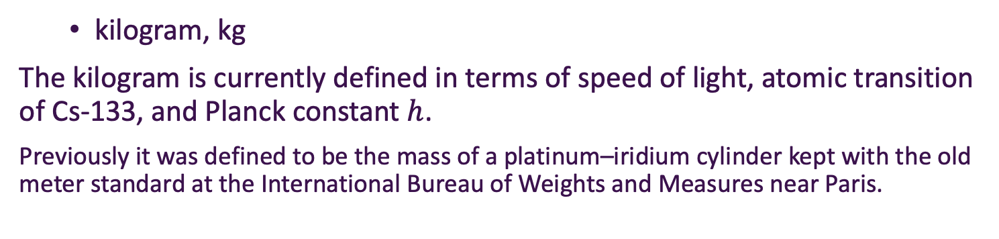 • kilogram, kg
The kilogram is currently defined in terms of speed of light, atomic transition
of Cs-133, and Planck constant h.
Previously it was defined to be the mass of a platinum–iridium cylinder kept with the old
meter standard at the International Bureau of Weights and Measures near Paris.